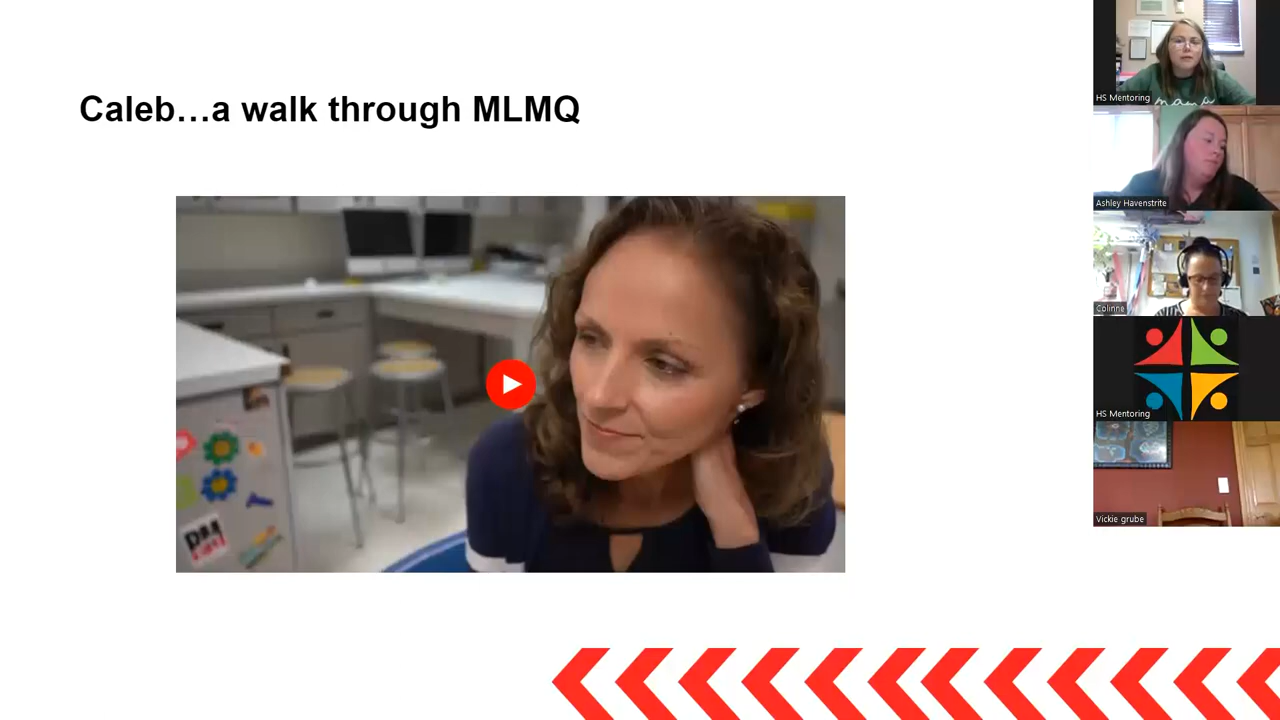 Caleb...a walk through MLMQ
HS Mentoring
Ashley Havenstrite
Colinne
HS Mentoring
Vickie grube